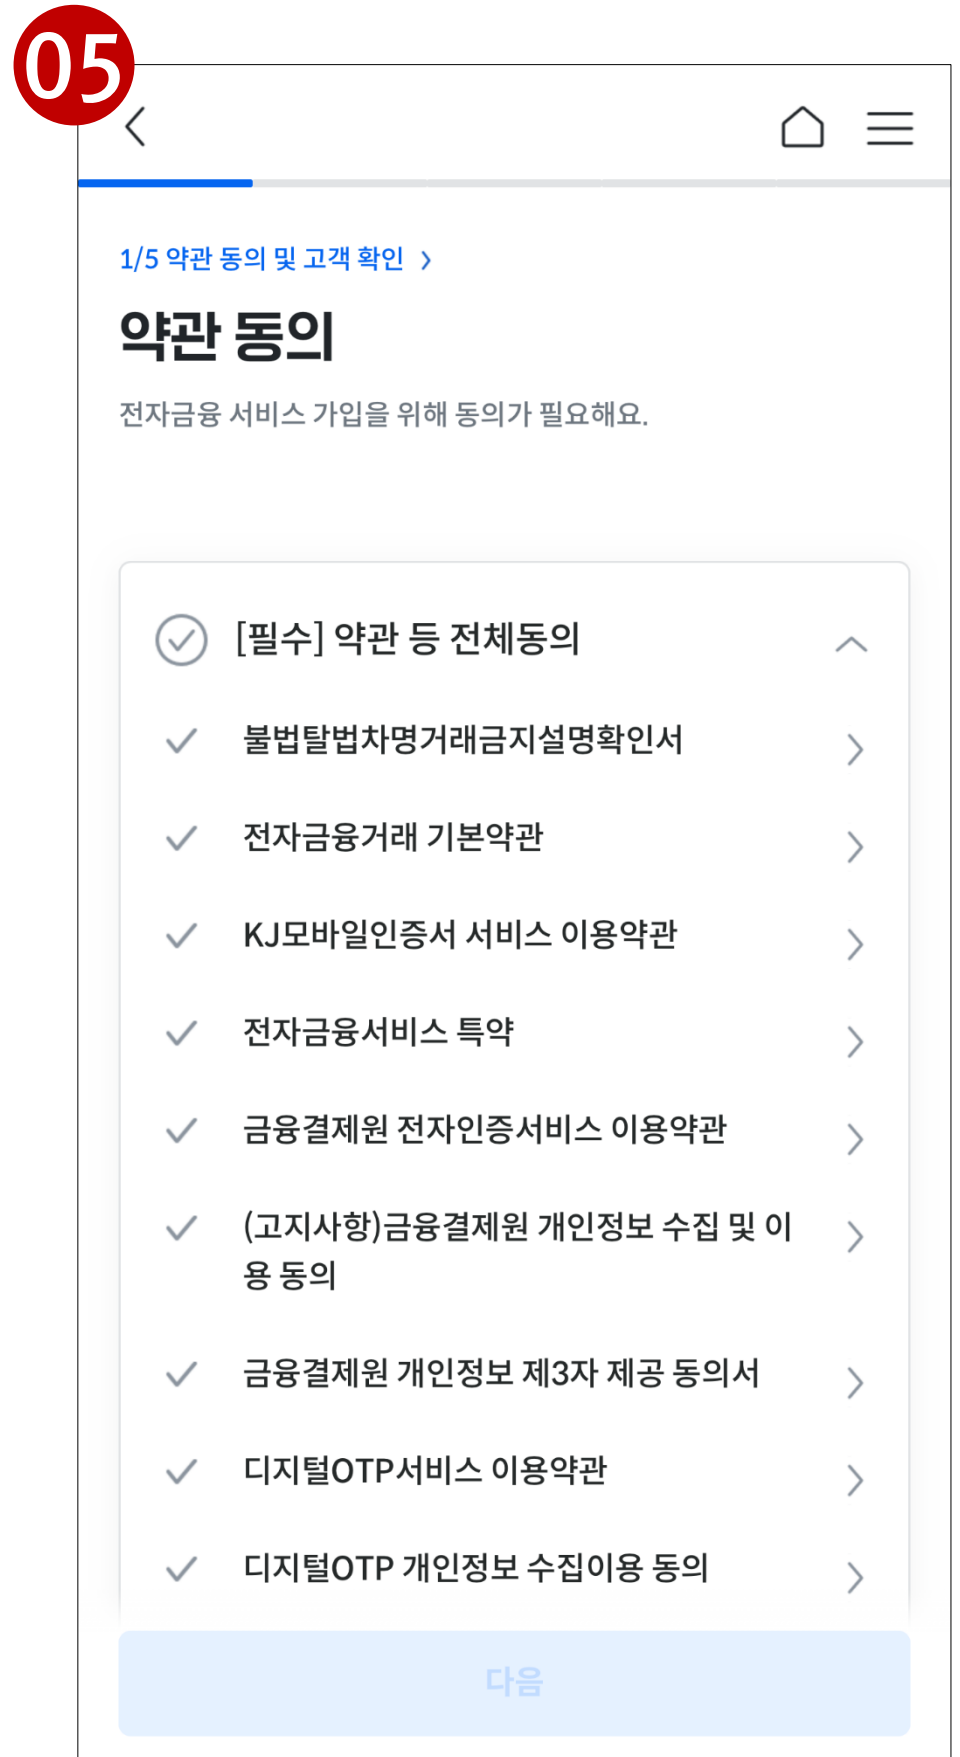 05
1/5 약관 동의 및 고객 확인
약관 동의
전자금융 서비스 가입을 위해 동의가 필요해요.
[필수] 약관 등 전체동의
불법탈법차명거래금지설명확인서
전자금융거래 기본약관
KJ모바일인증서 서비스 이용약관
전자금융서비스 특약
금융결제원 전자인증서비스 이용약관
(고지사항)금융결제원 개인정보 수집 및 이
용 동의
금융결제원 개인정보 제3자 제공 동의서
디지털OTP서비스 이용약관
디지털OTP 개인정보 수집이용 동의
다음